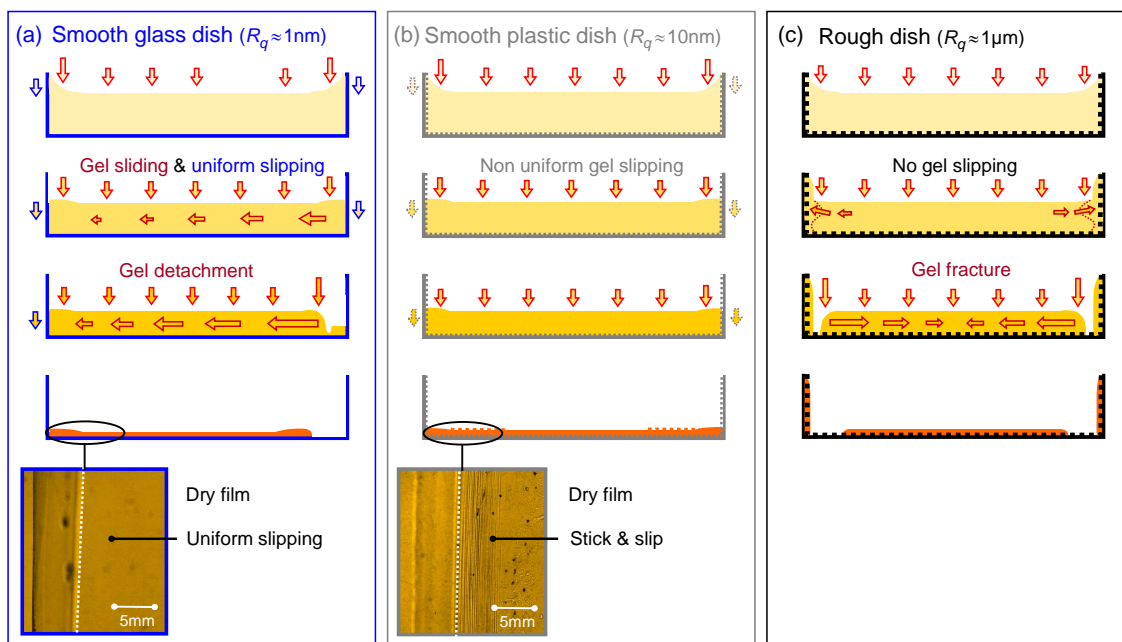 (a) Smooth glass dish (Rq≈1nm)
Gel sliding & uniform slipping
Gel detachment
Dry film
Uniform slipping
5mm
(b) Smooth plastic dish (Rq≈10nm)
Non uniform gel slipping
Dry film
Stick & slip
5mm
(c) Rough dish (Rq≈1µm)
No gel slipping
Gel fracture